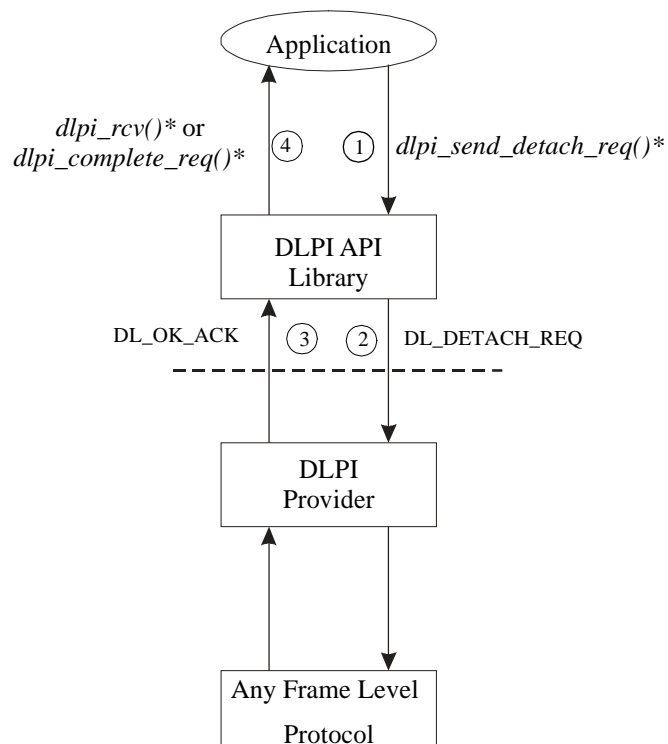 Application
dlpi_rcv()* or
dlpi_complete_req()*
4
1
dlpi_send_detach_req()*
DLPI API
Library
DL_OK_ACK
3
2
DL_DETACH_REQ
DLPI
Provider
Any Frame Level
Protocol